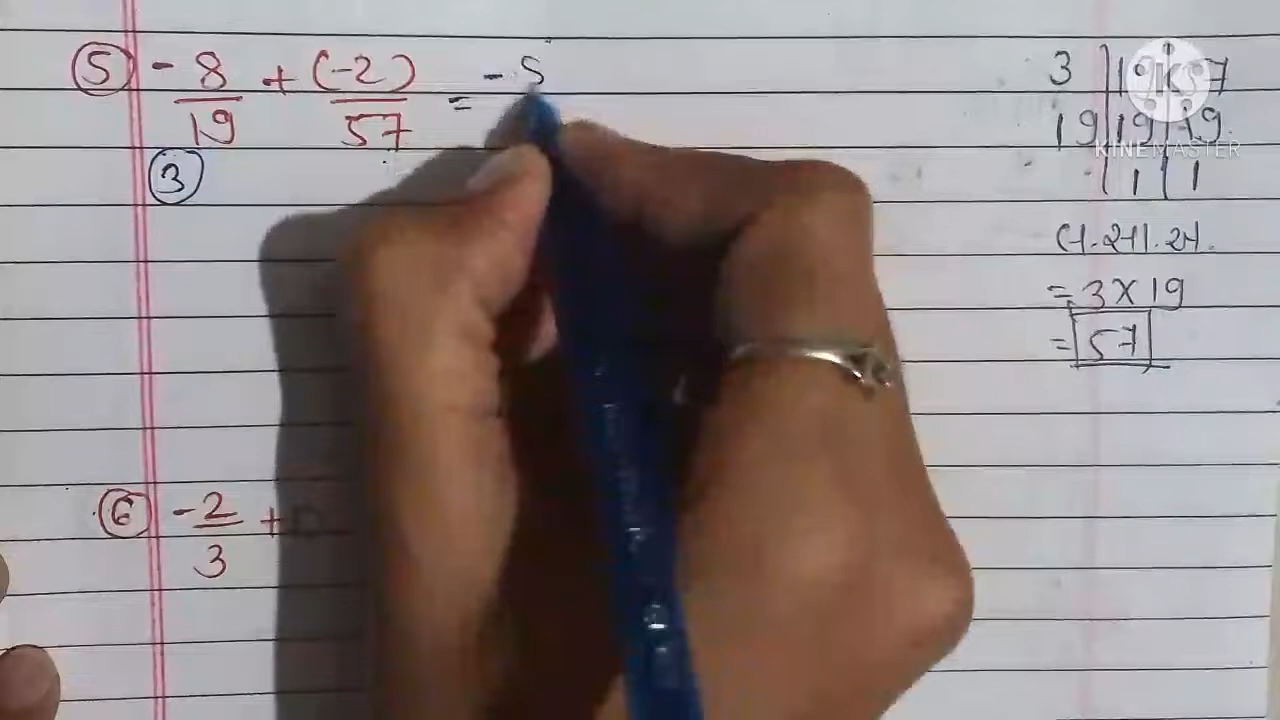 ⑤ -8/19 + (-2)/57 = -
③
⑥ -2/3 +
3 | 19 | 57
19 | 19 | 19
| 1 | 1
= 3 × 19
= 57
KS
KINEMASTER